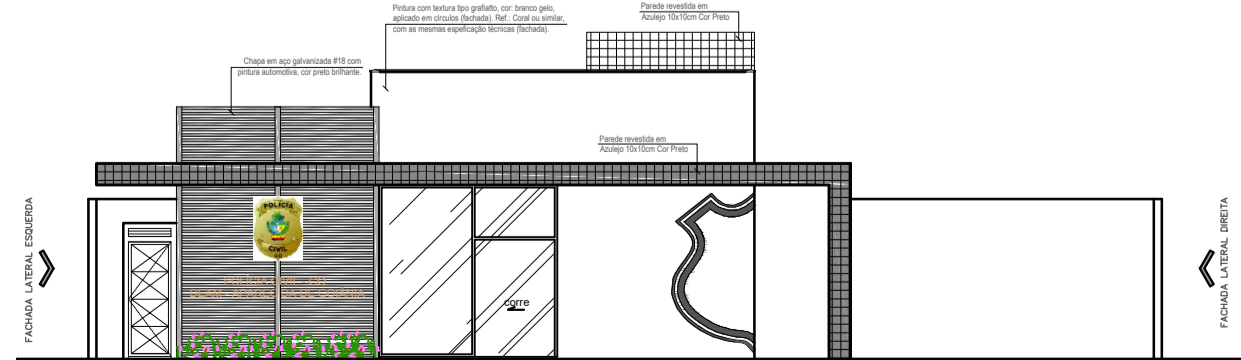 Pintura com textura tipo grafiatto, cor: branco gelo,
aplicado em círculos (fachada). Ref.: Coral ou similar,
com as mesmas espeficação técnicas (fachada).
Parede revestida em
Azulejo 10x10cm Cor Preto
Chapa em aço galvanizada #18 com
pintura automotiva, cor preto brilhante.
Parede revestida em
Azulejo 10x10cm Cor Preto
FACHADA LATERAL ESQUERDA
POLÍCIA
CIVIL
GO
corre
FACHADA LATERAL DIREITA